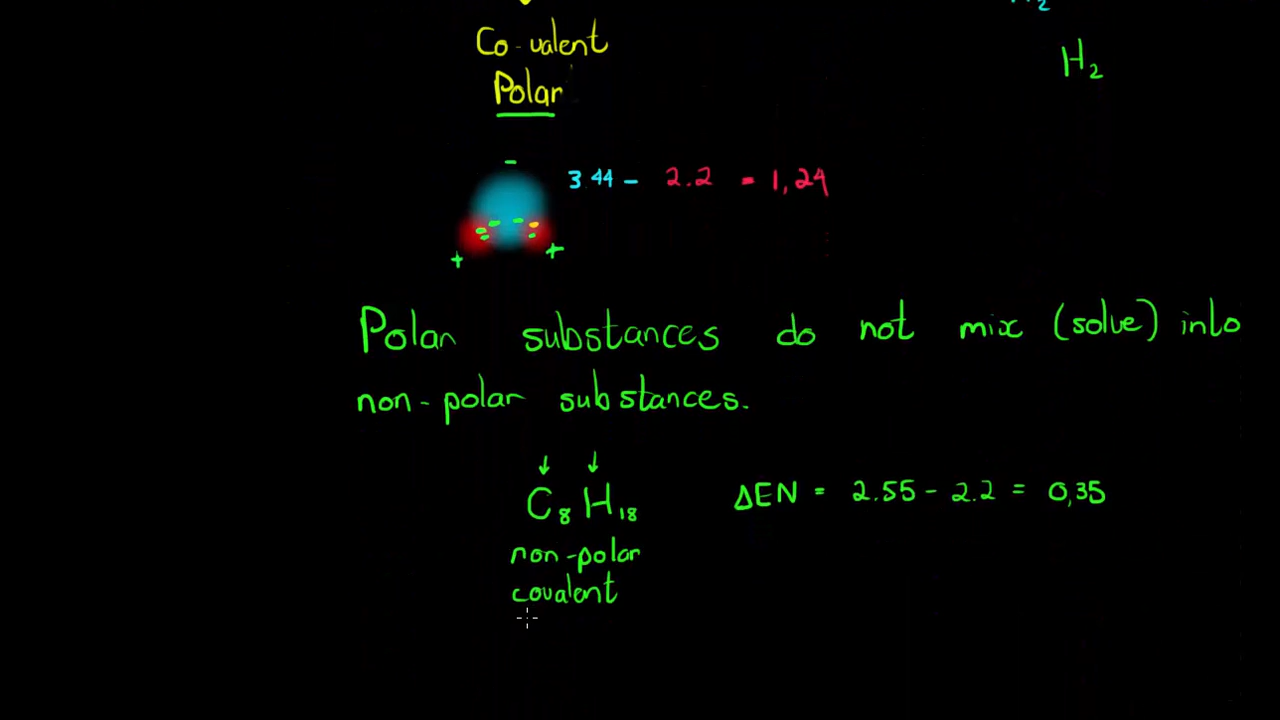 H₂
Co-valent
H₂
Polar
-
3.44 - 2.2 = 1,24
+ +
Polar substances do not mix (solve) into
non-polar substances.
↓ ↓
C₈H₁₈ ΔEN = 2.55 - 2.2 = 0,35
non-polar
covalent